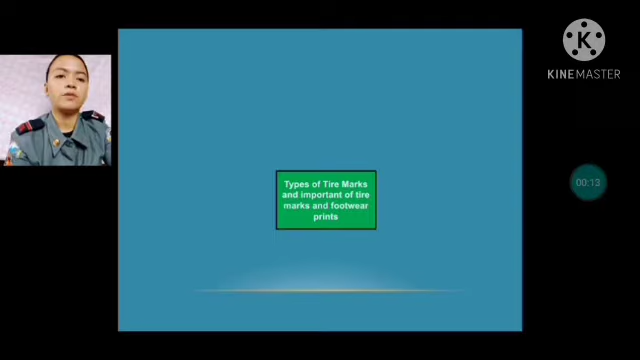 K
KINEMASTER
Types of Tire Marks
and important of tire
marks and footwear
prints
00:13